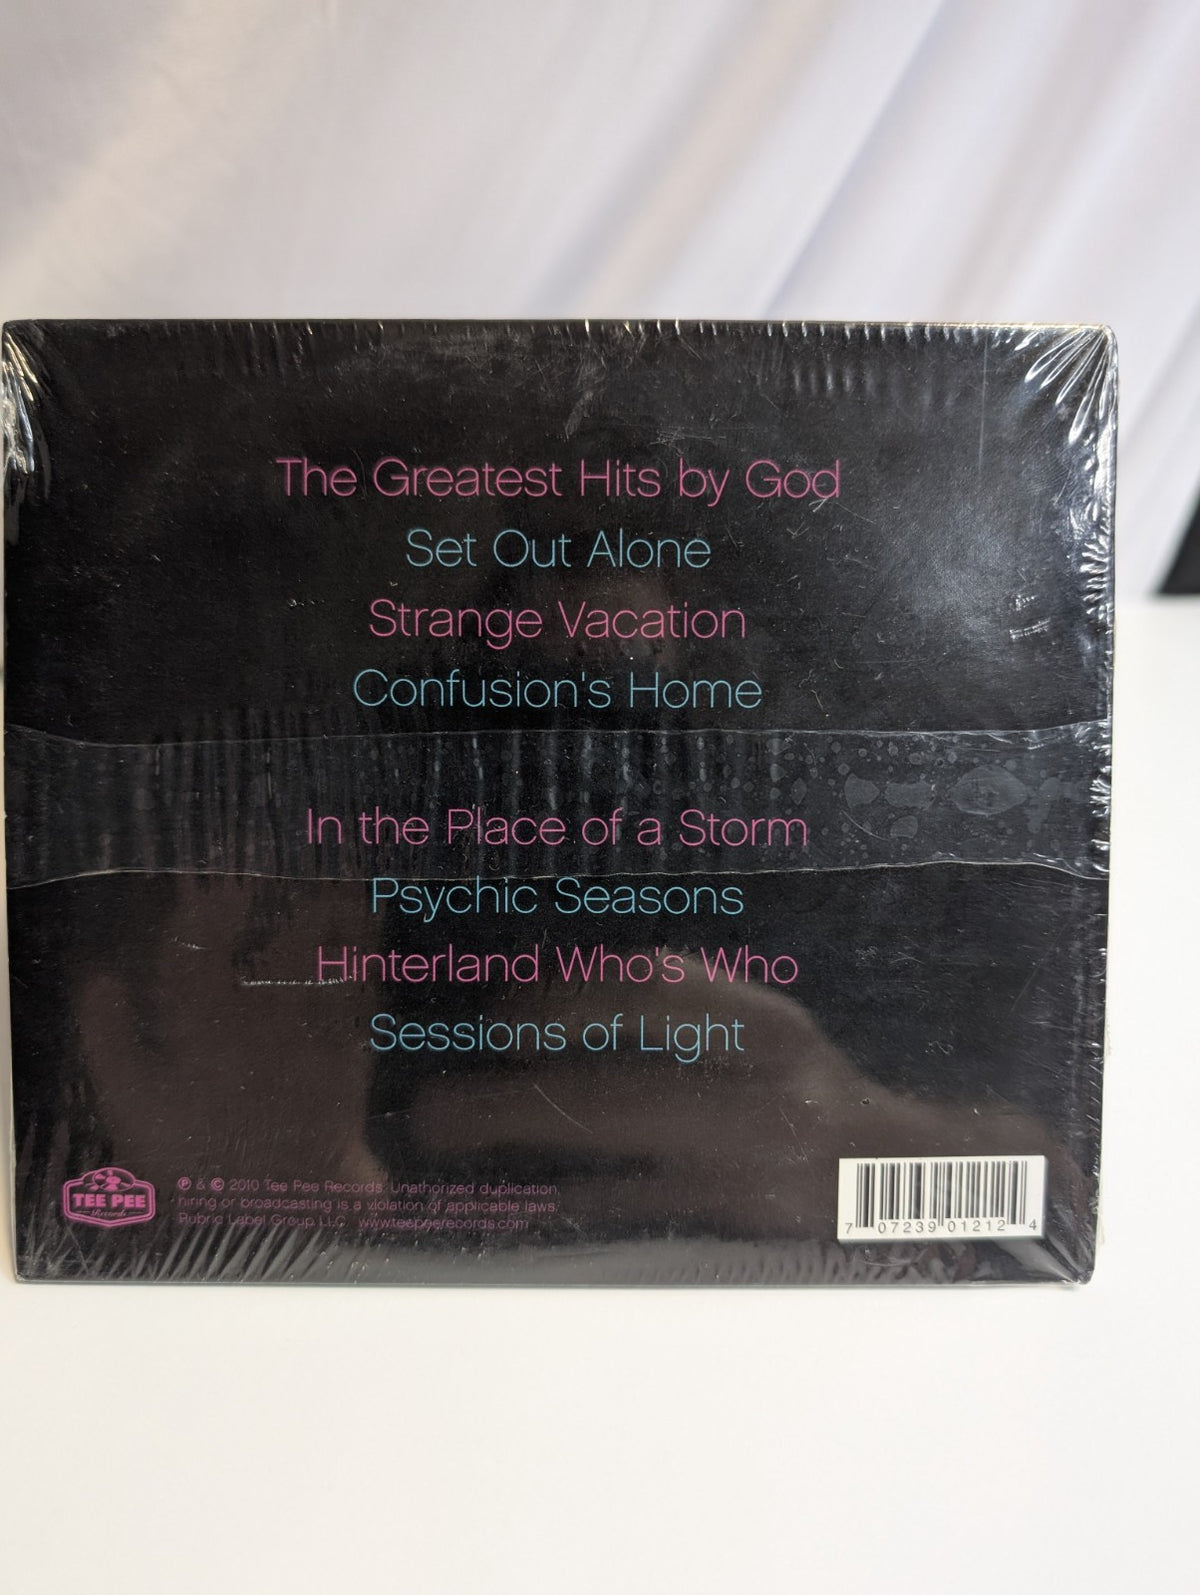 The Greatest Hits by God
Set Out Alone
Strange Vacation
Confusion's Home
In the Place of a Storm
Psychic Seasons
Hinterland Who's Who
Sessions of Light
TEE PEE
Records
℗ & © 2010 Tee Pee Records. Unathorized duplication,
hiring or broadcasting is a violation of applicable laws.
Rubric Label Group LLC. www.teepeerecords.com
7 07239 01212 4